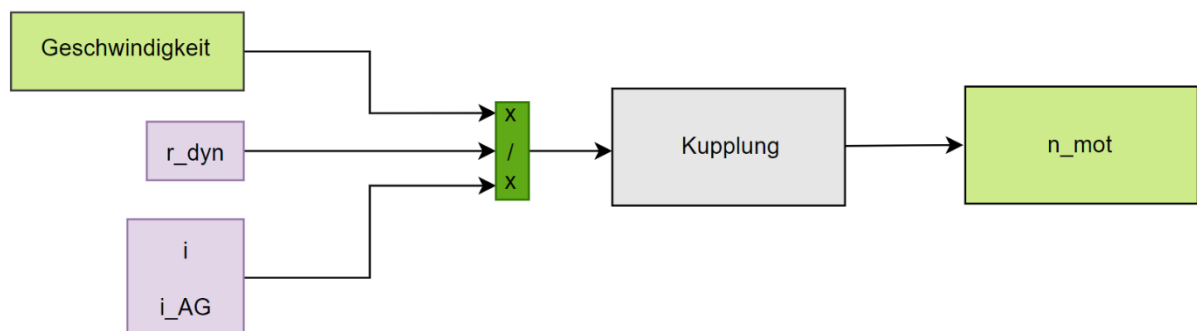 Geschwindigkeit
r_dyn
i
i_AG
x
/
x
Kupplung
n_mot